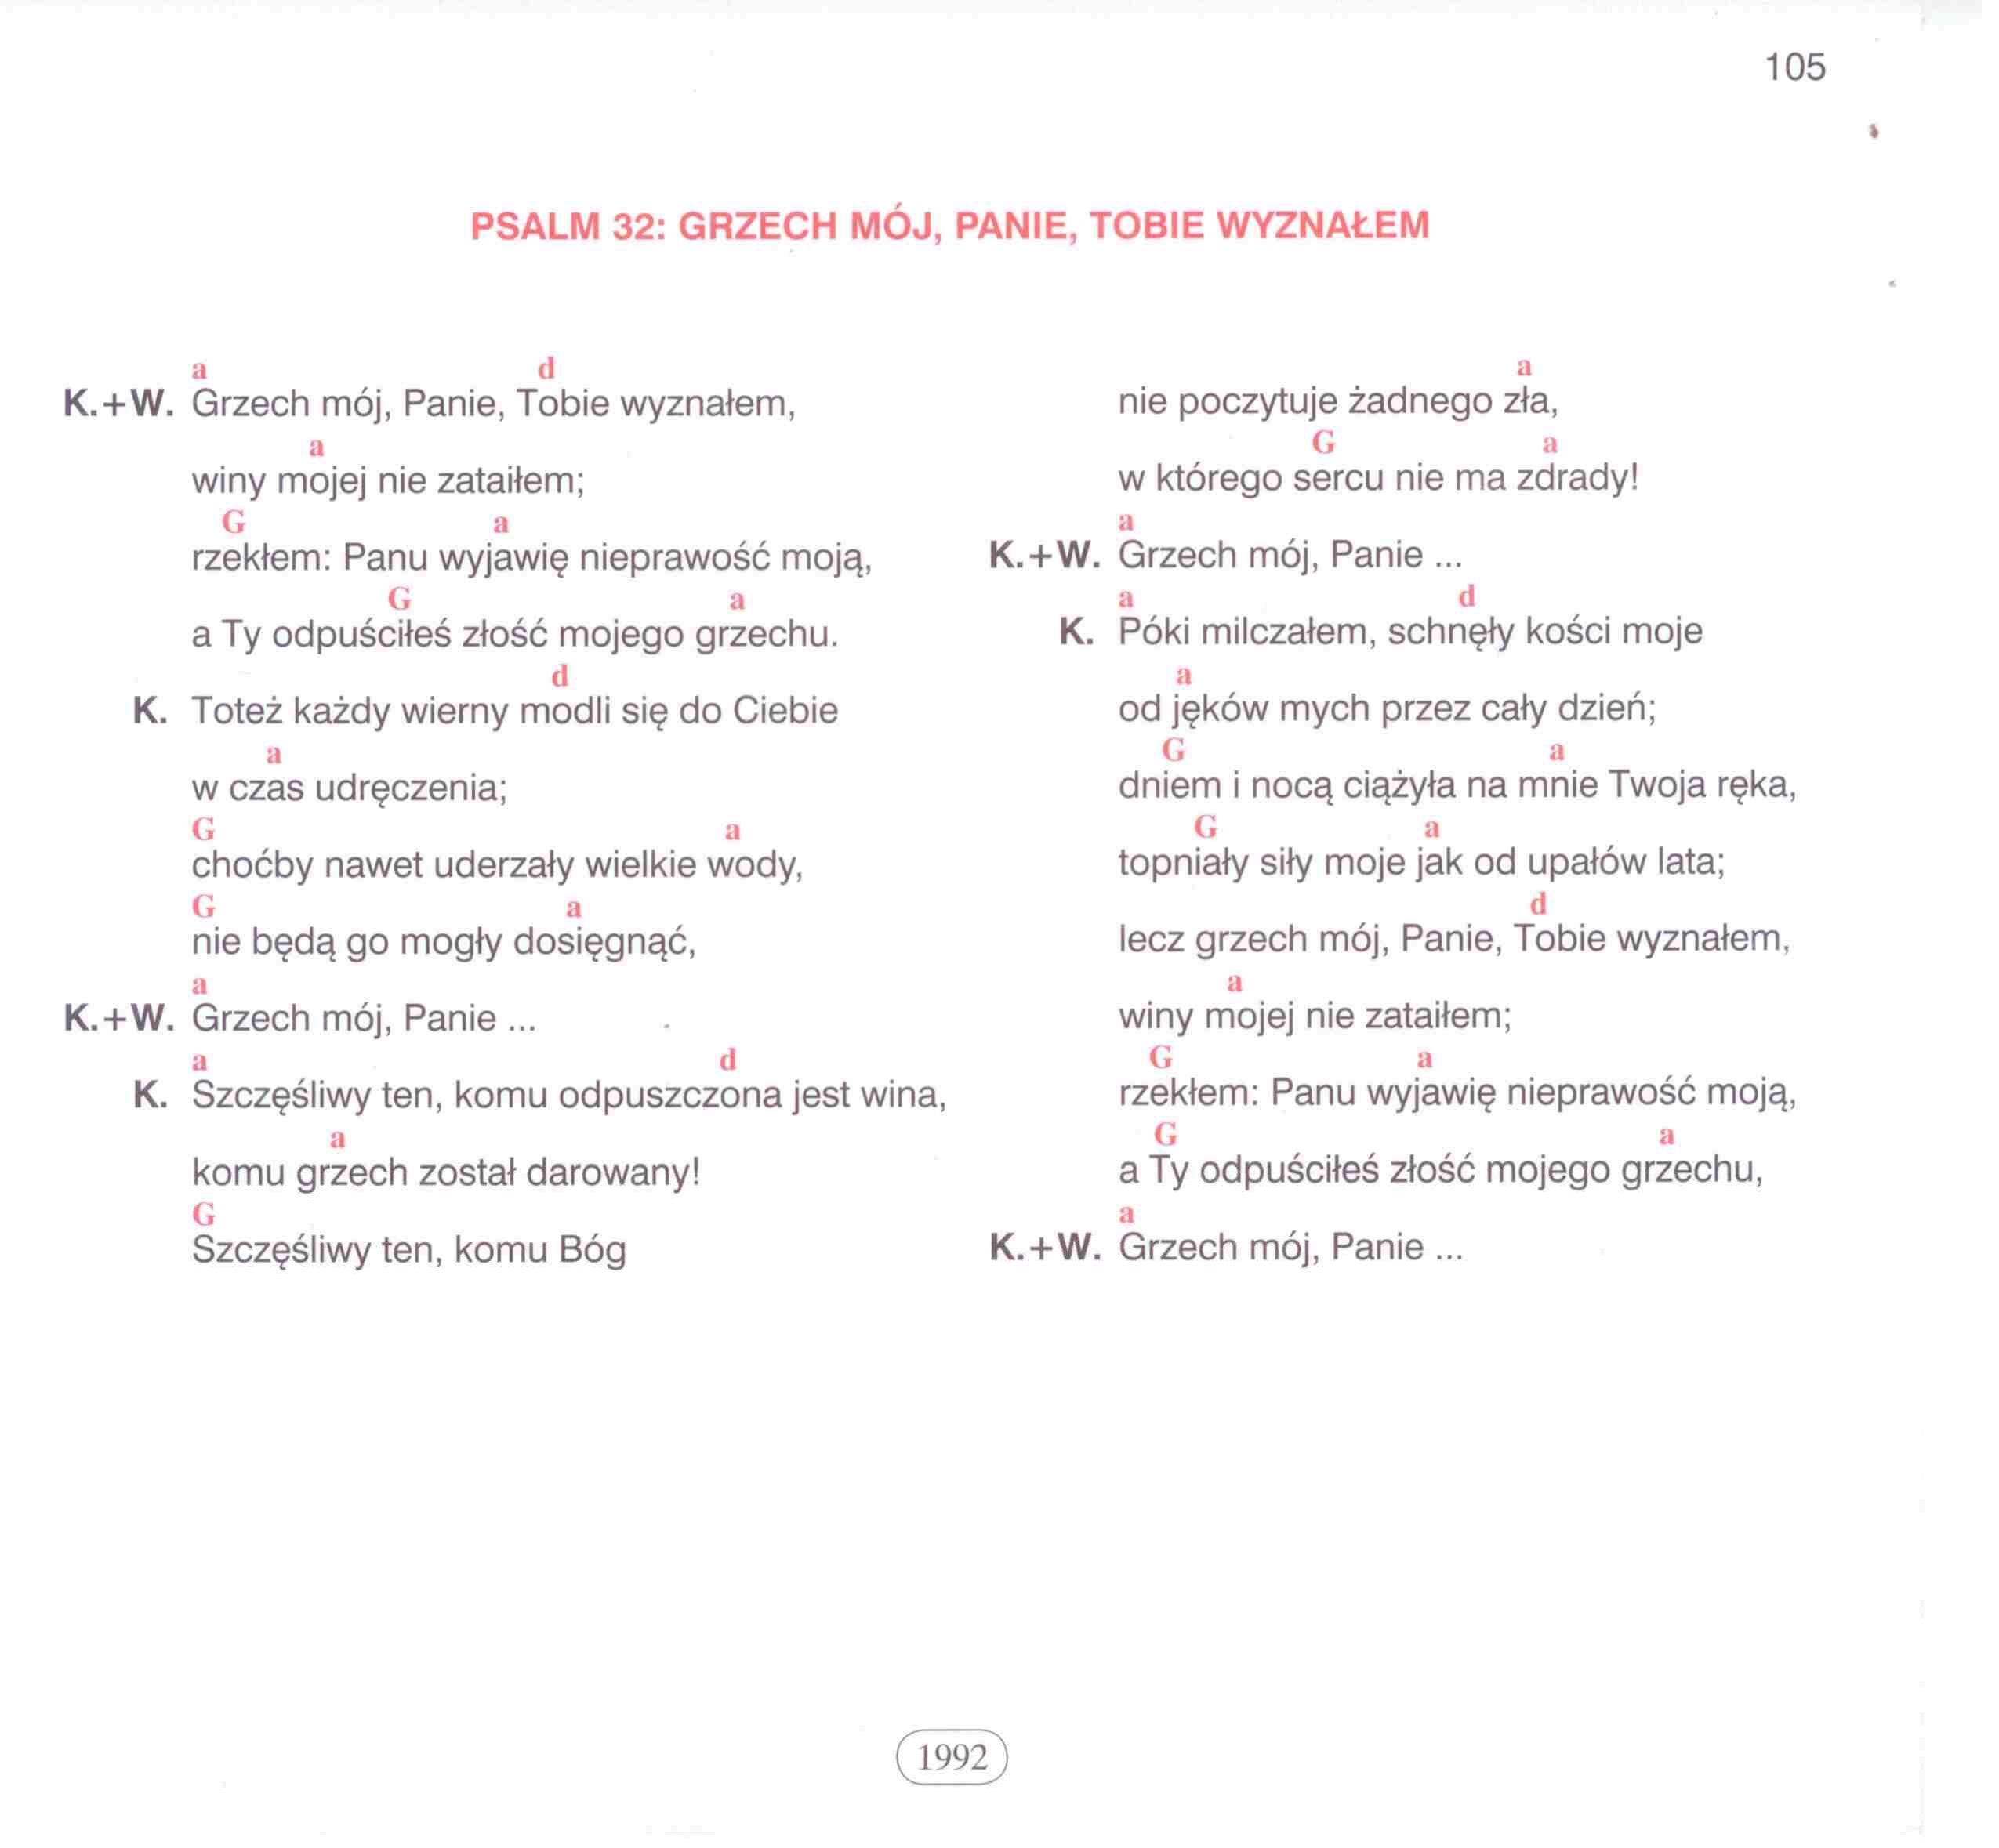 105
PSALM 32: GRZECH MÓJ, PANIE, TOBIE WYZNAŁEM
a d
K.+W. Grzech mój, Panie, Tobie wyznałem,
a
winy mojej nie zataiłem;
G a
rzekłem: Panu wyjawię nieprawość moją,
G a
a Ty odpuściłeś złość mojego grzechu.
d
K. Toteż każdy wierny modli się do Ciebie
a
w czas udręczenia;
G a
choćby nawet uderzały wielkie wody,
G a
nie będą go mogły dosięgnąć,
a
K.+W. Grzech mój, Panie ...
a d
K. Szczęśliwy ten, komu odpuszczona jest wina,
a
komu grzech został darowany!
G
Szczęśliwy ten, komu Bóg
a
nie poczytuje żadnego zła,
G a
w którego sercu nie ma zdrady!
a
K.+W. Grzech mój, Panie ...
a d
K. Póki milczałem, schnęły kości moje
a
od jęków mych przez cały dzień;
G a
dniem i nocą ciążyła na mnie Twoja ręka,
G a
topniały siły moje jak od upałów lata;
d
lecz grzech mój, Panie, Tobie wyznałem,
a
winy mojej nie zataiłem;
G a
rzekłem: Panu wyjawię nieprawość moją,
G a
a Ty odpuściłeś złość mojego grzechu,
a
K.+W. Grzech mój, Panie ...
1992